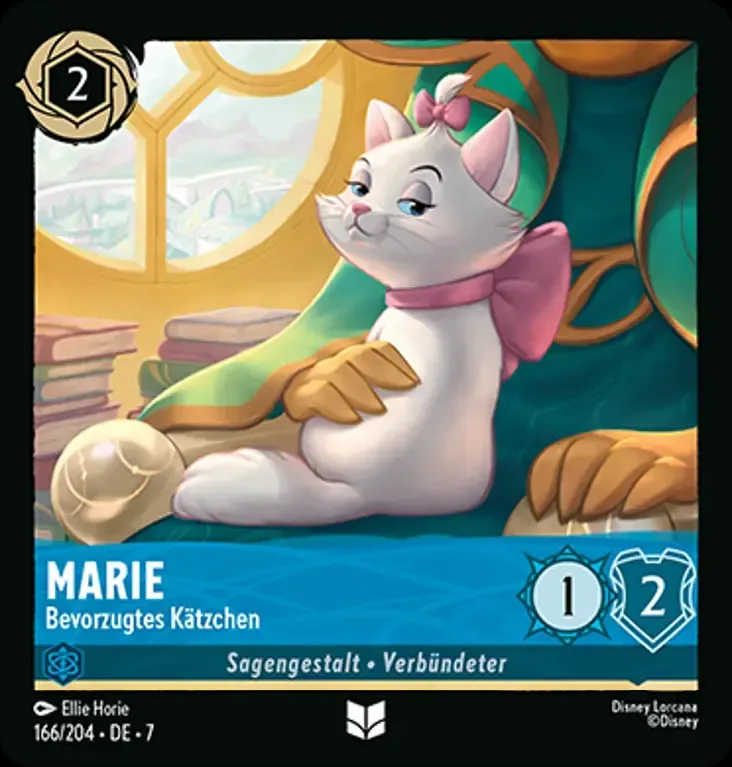 2
MARIE
Bevorzugtes Kätzchen
1
2
Sagengestalt • Verbündeter
Ellie Horie
166/204 • DE • 7
Disney Lorcana
©Disney